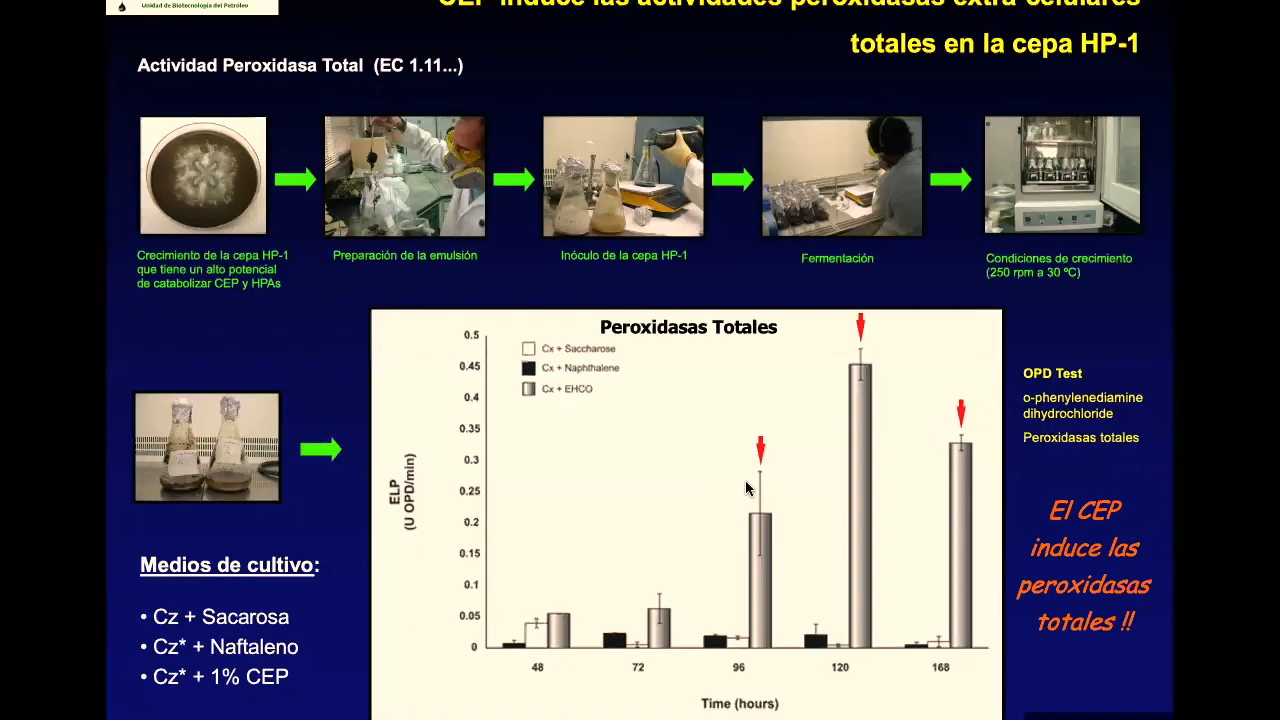 Unidad de Biotecnología del Petróleo
CEP induce las actividades peroxidasas extra-celulares
totales en la cepa HP-1
Actividad Peroxidasa Total (EC 1.11...)
Crecimiento de la cepa HP-1
que tiene un alto potencial
de catabolizar CEP y HPAs
Preparación de la emulsión
Inóculo de la cepa HP-1
Fermentación
Condiciones de crecimiento
(250 rpm a 30 ºC)
Peroxidasas Totales
Cx + Saccharose
Cx + Naphthalene
Cx + EHCO
0.5
0.45
0.4
0.35
0.3
0.25
0.2
0.15
0.1
0.05
0
ELP
(U OPD/min)
48
72
96
120
168
Time (hours)
OPD Test
o-phenylenediamine
dihydrochloride
Peroxidasas totales
El CEP
induce las
peroxidasas
totales !!
Medios de cultivo:
• Cz + Sacarosa
• Cz* + Naftaleno
• Cz* + 1% CEP